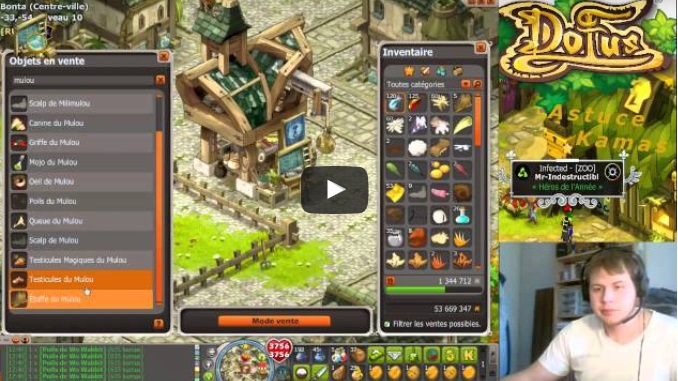 Bonta (Centre-ville)
-33,-54
veau 10
Objets en vente
mulou
Scalp de Milimulou
Canine du Mulou
Griffe du Mulou
Mojo du Mulou
Oeil de Mulou
Poils du Mulou
Queue du Mulou
Scalp de Mulou
Testicules Magiques du Mulou
Testicules du Mulou
Etoffe du Mulou
Mode vente
Inventaire
Toutes catégories
1 344 712
53 669 347
Filtrer les ventes possibles.
3756
3756
Dofus
Astuce
Kamas
Infected - [ZOO]
Mr-Indestructibl
« Héros de l'Année »